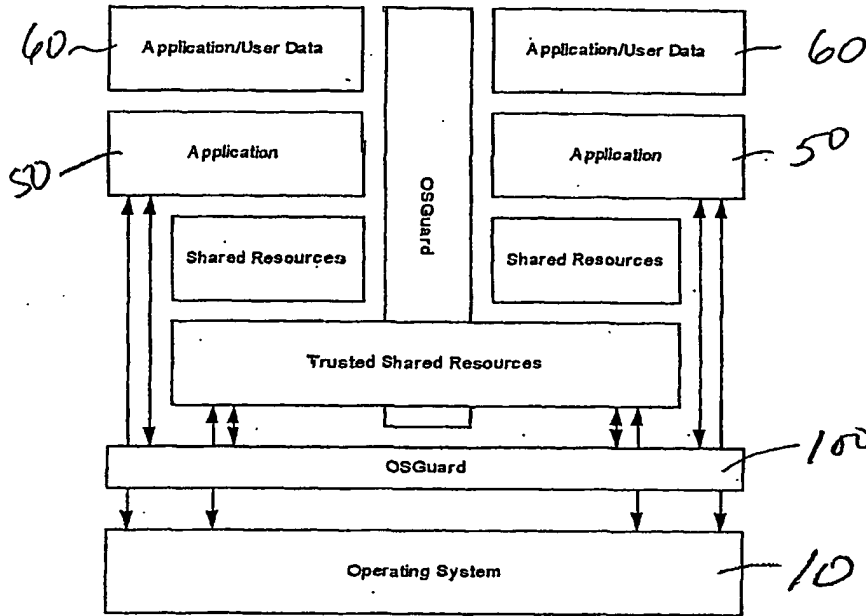 60 Application/User Data Application/User Data 60
50 Application Application 50
OSGuard
Shared Resources Shared Resources
Trusted Shared Resources
OSGuard 100
Operating System 10